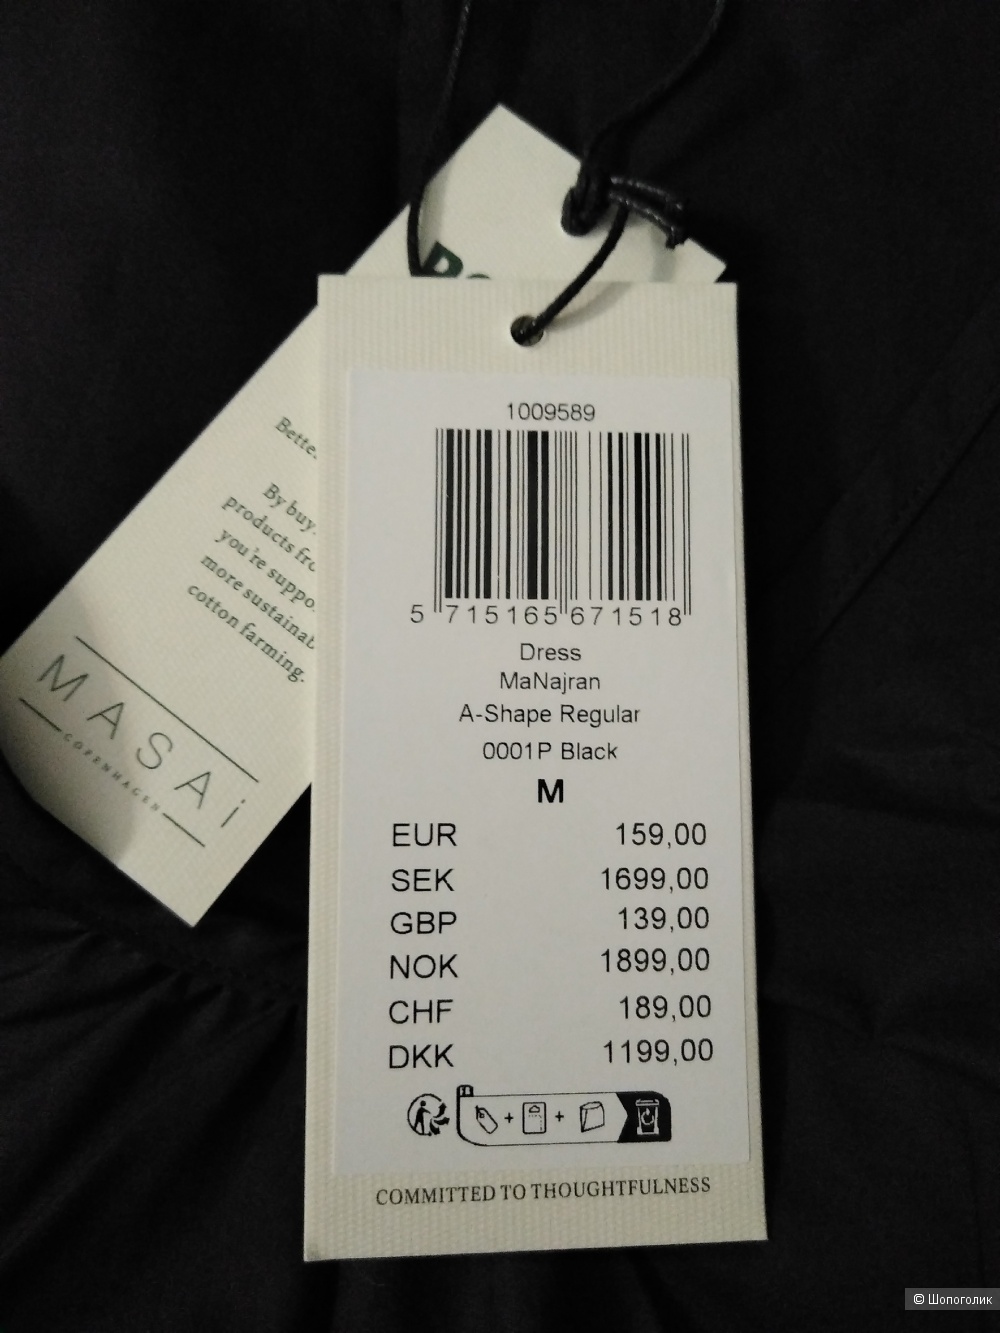 Bette
By buy
products fro
you're suppo
more sustainab
cotton farming.
MASAi
COPENHAGEN
1009589
5 715165 671518
Dress
MaNajran
A-Shape Regular
0001P Black
M
EUR 159,00
SEK 1699,00
GBP 139,00
NOK 1899,00
CHF 189,00
DKK 1199,00
COMMITTED TO THOUGHTFULNESS
© Шопоголик